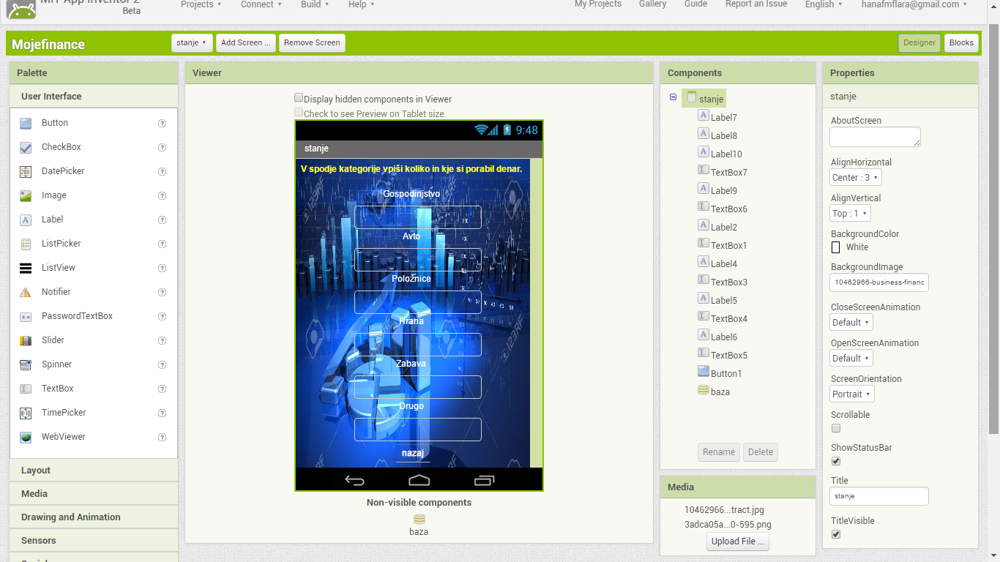 MIT App Inventor 2
Beta
Projects Connect Build Help My Projects Gallery Guide Report an Issue English hanafmflara@gmail.com
Mojefinance stanje Add Screen ... Remove Screen Designer Blocks
Palette
User Interface
Button ?
CheckBox ?
DatePicker ?
Image ?
Label ?
ListPicker ?
ListView ?
Notifier ?
PasswordTextBox ?
Slider ?
Spinner ?
TextBox ?
TimePicker ?
WebViewer ?
Layout
Media
Drawing and Animation
Sensors
Viewer
Display hidden components in Viewer
Check to see Preview on Tablet size.
9:48
stanje
V spodje kategorije vpiši koliko in kje si porabil denar.
Gospodinjstvo
Avto
Položnice
Hrana
Zabava
Drugo
nazaj
123RF
Non-visible components
baza
Components
stanje
Label7
Label8
Label10
TextBox7
Label9
TextBox6
Label2
TextBox1
Label4
TextBox3
Label5
TextBox4
Label6
TextBox5
Button1
baza
Rename Delete
Media
10462966...tract.jpg
3adca05a...0-595.png
Upload File ...
Properties
stanje
AboutScreen
AlignHorizontal
Center : 3
AlignVertical
Top : 1
BackgroundColor
White
BackgroundImage
10462966-business-financ
CloseScreenAnimation
Default
OpenScreenAnimation
Default
ScreenOrientation
Portrait
Scrollable
ShowStatusBar
Title
stanje
TitleVisible